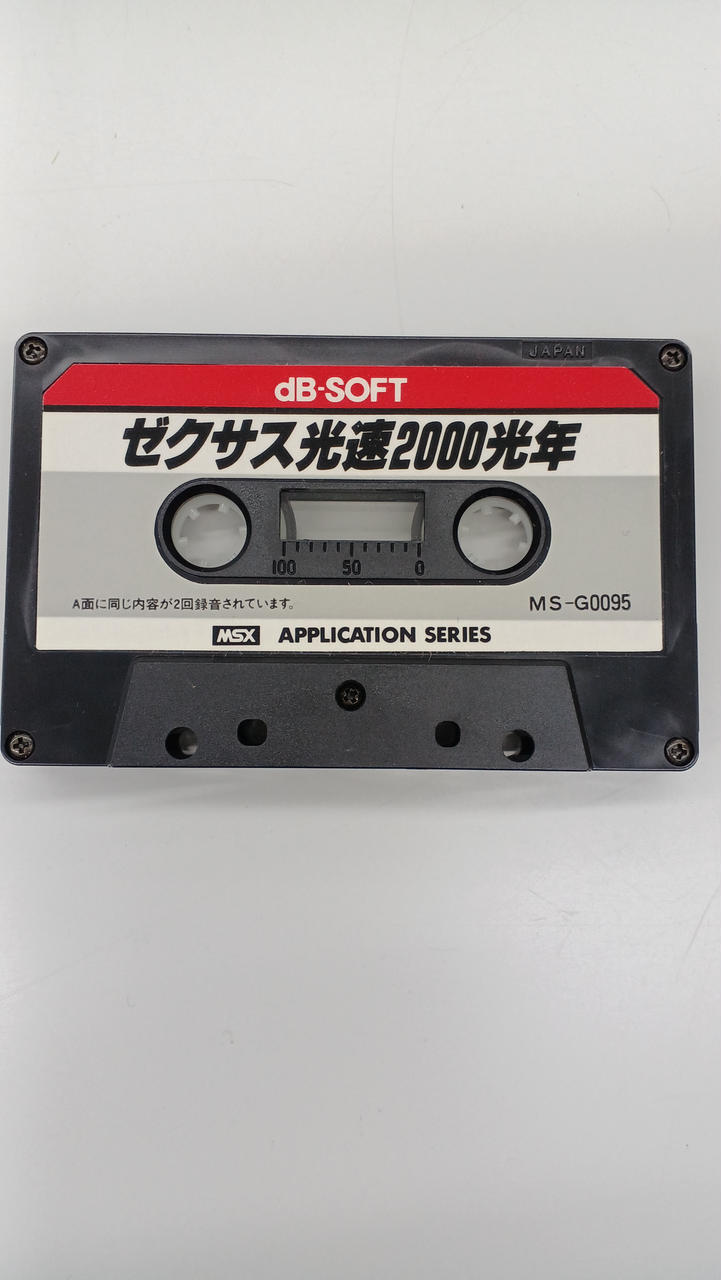 JAPAN
dB-SOFT
ゼクサス光速2000光年
100 50 0
A面に同じ内容が2回録音されています。
MS-G0095
MSX APPLICATION SERIES